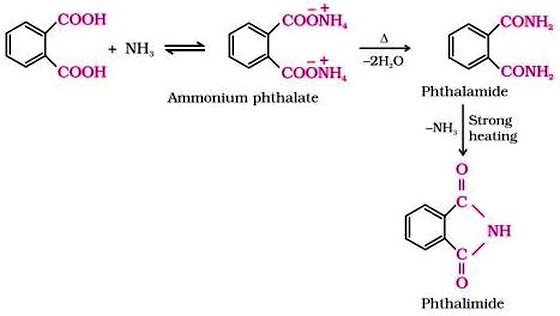 COOH
COOH
+ NH₃
– +
COONH₄
– +
COONH₄
Ammonium phthalate
Δ
–2H₂O
CONH₂
CONH₂
Phthalamide
–NH₃
Strong
heating
O
C
NH
C
O
Phthalimide